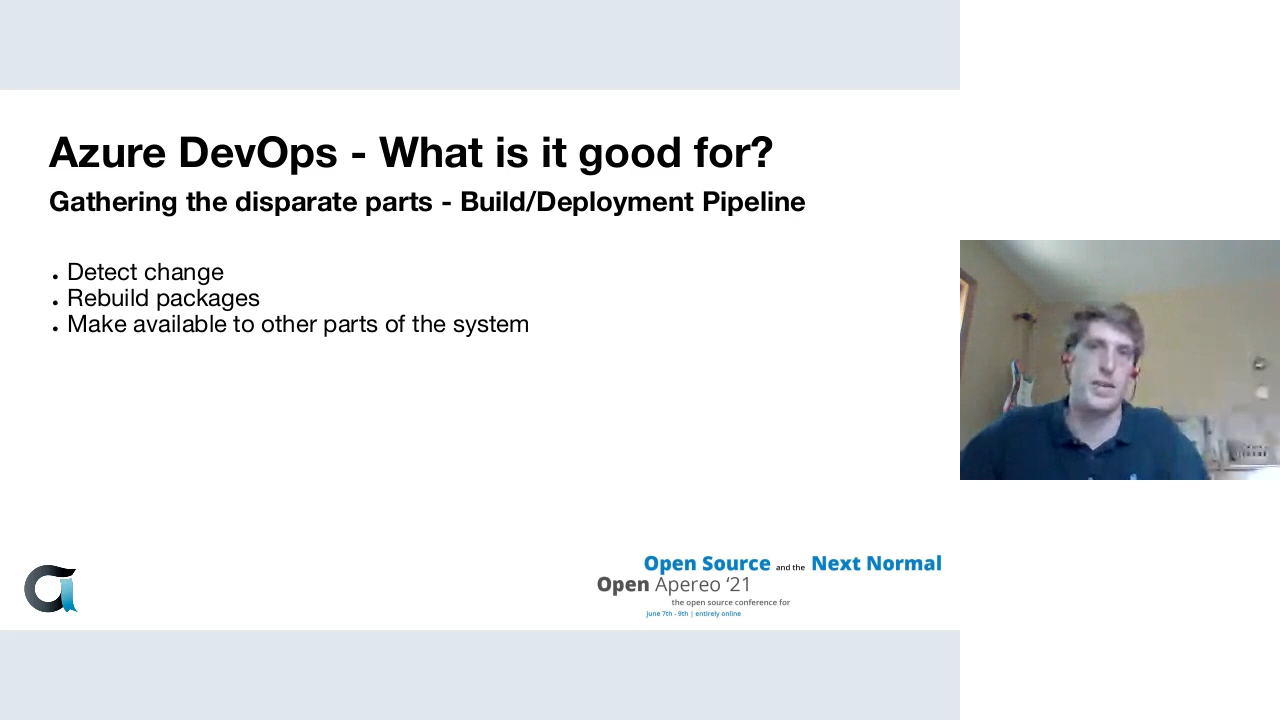 Azure DevOps - What is it good for?
Gathering the disparate parts - Build/Deployment Pipeline
• Detect change
• Rebuild packages
• Make available to other parts of the system
Open Source and the Next Normal
Open Apereo ‘21
the open source conference for
June 7th - 9th | entirely online